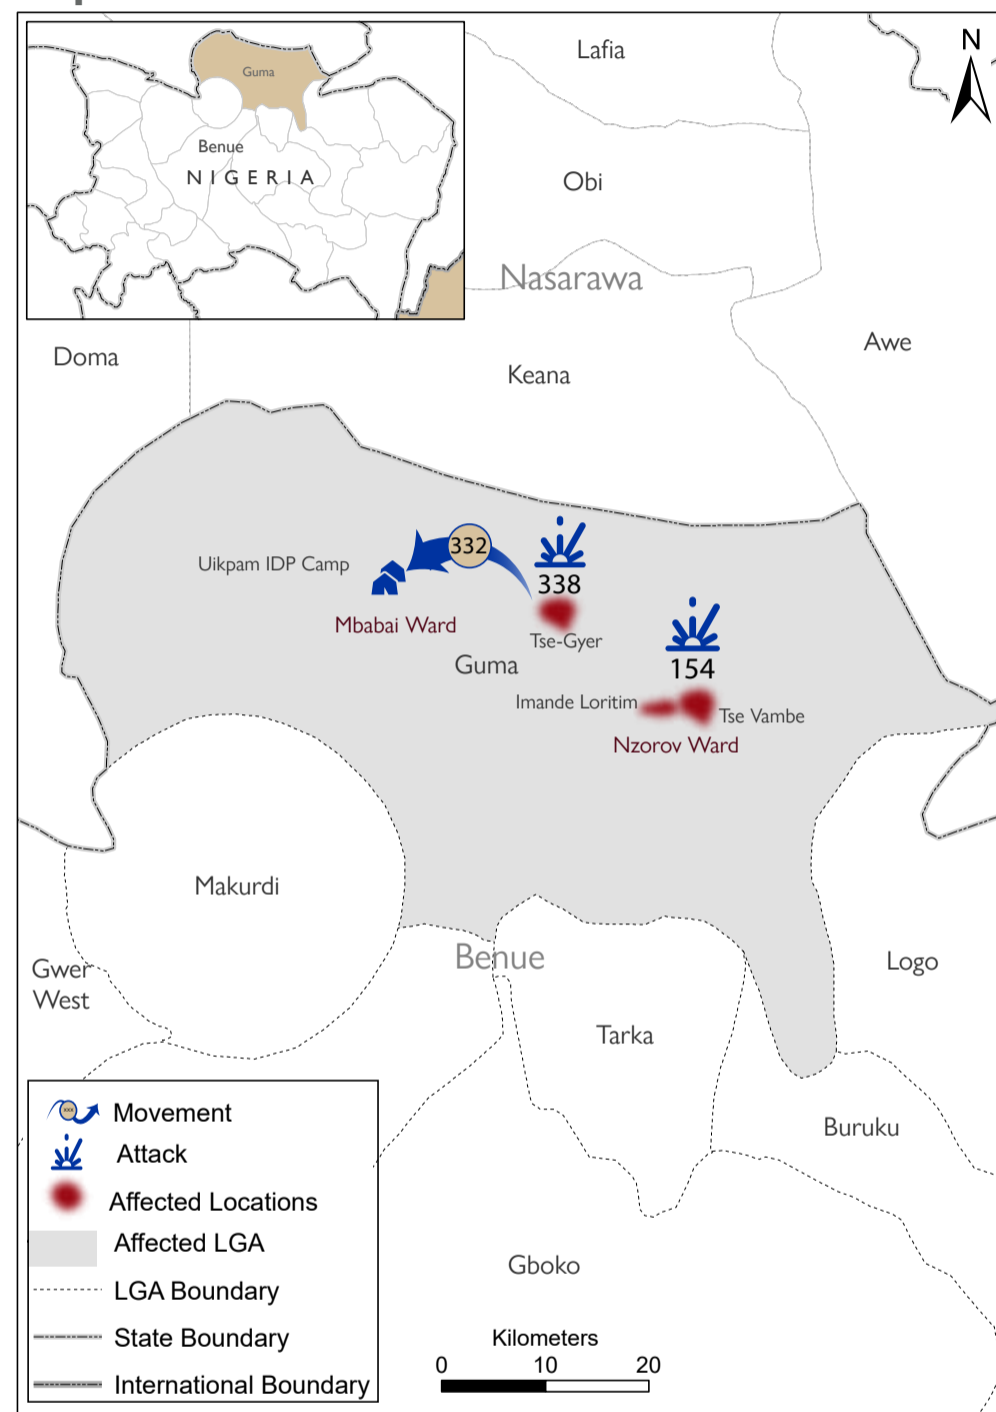 Guma
Benue
NIGERIA
N
Lafia
Obi
Nasarawa
Doma
Keana
Awe
Uikpam IDP Camp
332
338
Mbabai Ward
Tse-Gyer
Guma
154
Imande Loritim
Tse Vambe
Nzorov Ward
Makurdi
Benue
Gwer
West
Logo
Tarka
Buruku
Gboko
xxx
Movement
Attack
Affected Locations
Affected LGA
LGA Boundary
State Boundary
International Boundary
Kilometers
0 10 20